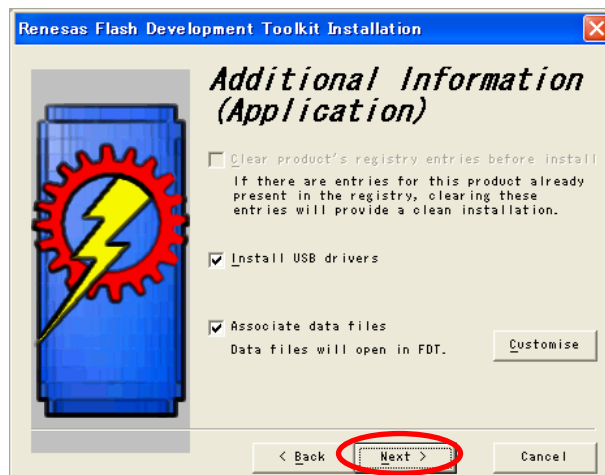 Renesas Flash Development Toolkit Installation
Additional Information
(Application)
Clear product's registry entries before install
If there are entries for this product already
present in the registry, clearing these
entries will provide a clean installation.
Install USB drivers
Associate data files
Data files will open in FDT.
Customise
< Back
Next >
Cancel